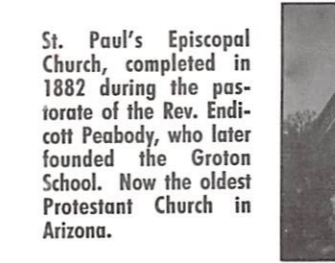 St. Paul's Episcopal
Church, completed in
1882 during the pas-
torate of the Rev. Endi-
cott Peabody, who later
founded the Groton
School. Now the oldest
Protestant Church in
Arizona.